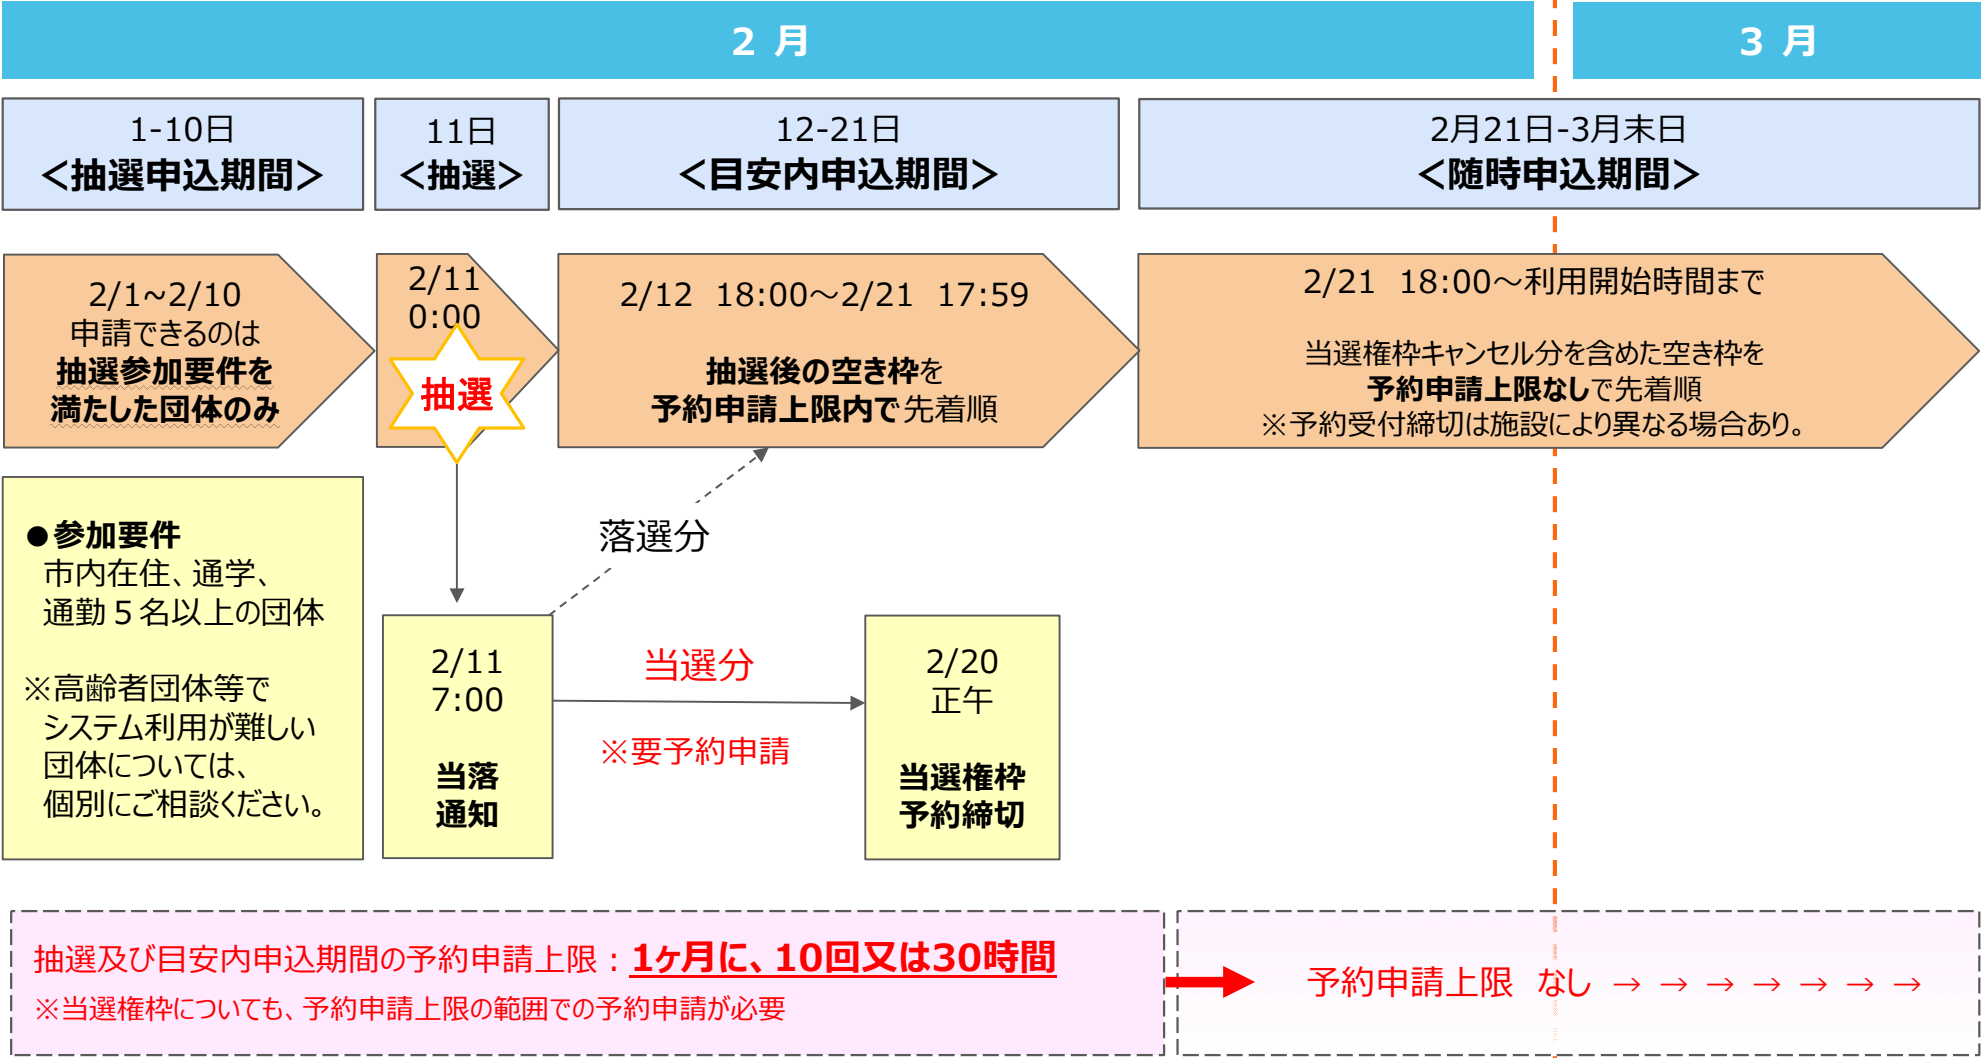 2 月
3 月
1-10日
＜抽選申込期間＞
11日
＜抽選＞
12-21日
＜目安内申込期間＞
2月21日-3月末日
＜随時申込期間＞
2/1~2/10
申請できるのは
抽選参加要件を
満たした団体のみ
2/11
0:00
抽選
2/12 18:00～2/21 17:59
抽選後の空き枠を
予約申請上限内で先着順
2/21 18:00～利用開始時間まで
当選権枠キャンセル分を含めた空き枠を
予約申請上限なしで先着順
※予約受付締切は施設により異なる場合あり。
●参加要件
市内在住、通学、
通勤５名以上の団体
※高齢者団体等で
システム利用が難しい
団体については、
個別にご相談ください。
落選分
2/11
7:00
当落
通知
当選分
※要予約申請
2/20
正午
当選権枠
予約締切
抽選及び目安内申込期間の予約申請上限：1ヶ月に、10回又は30時間
※当選権枠についても、予約申請上限の範囲での予約申請が必要
予約申請上限 なし → → → → → → →